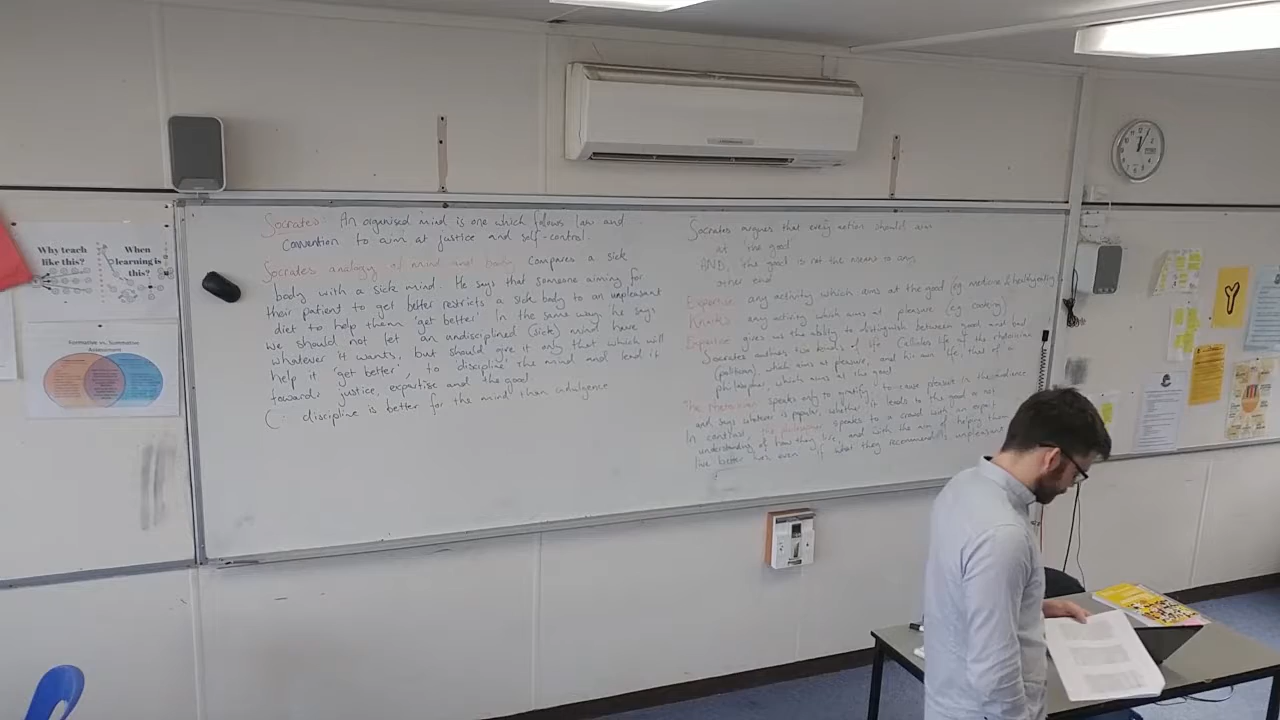 Why teach
like this?
When
learning is
this?
Formative vs. Summative
Assessment
Socrates: An organised mind is one which follows law and
convention to aim at justice and self-control.
Socrates analogy of mind and body Compares a sick
body with a sick mind. He says that someone aiming for
their patient to get better restricts a sick body to an unpleasant
diet to help them 'get better'. In the same way, he says
we should not let an undisciplined (sick) mind have
whatever it wants, but should give it any that which will
help it 'get better', to discipline the mind and lead it
towards justice, expertise and the good.
(∴ discipline is better for the mind than indulgence
Socrates argues that every action should aim
at 'the good'
AND, 'the good' is not the means to any
other end
Expertise any activity which aims at the good (eg medicine & healthy eating)
Knacks any activity which aims at pleasure (eg cooking)
Expertise gives us the ability to distinguish between good and bad
Socrates outlines two of life. Callicles' life of the rhetorician
(politician), which aims at pleasure, and his own life, that of a
philosopher, which aims at the good
The rhetorician speaks only to gratify / to cause pleasure in the audience
and says whatever is popular, whether it leads to the good or not
In contrast, the philosopher speaks to a crowd with an expert
understanding of how they live, and with the aim of helping them
live better lives even if what they recommend is unpleasant
Y